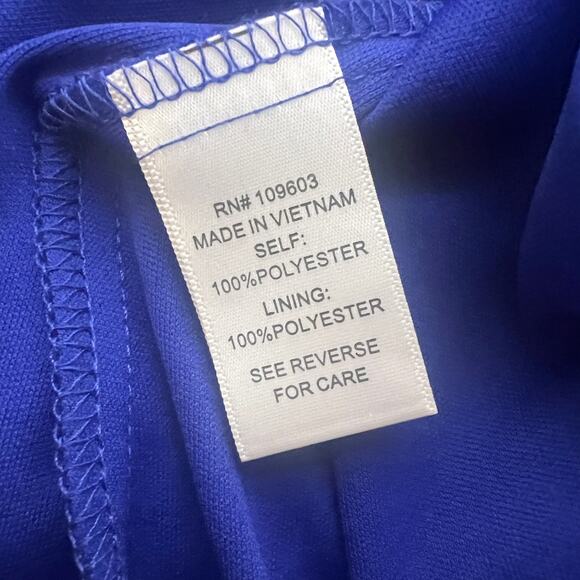 RN# 109603
MADE IN VIETNAM
SELF:
100%POLYESTER
LINING:
100%POLYESTER
SEE REVERSE
FOR CARE